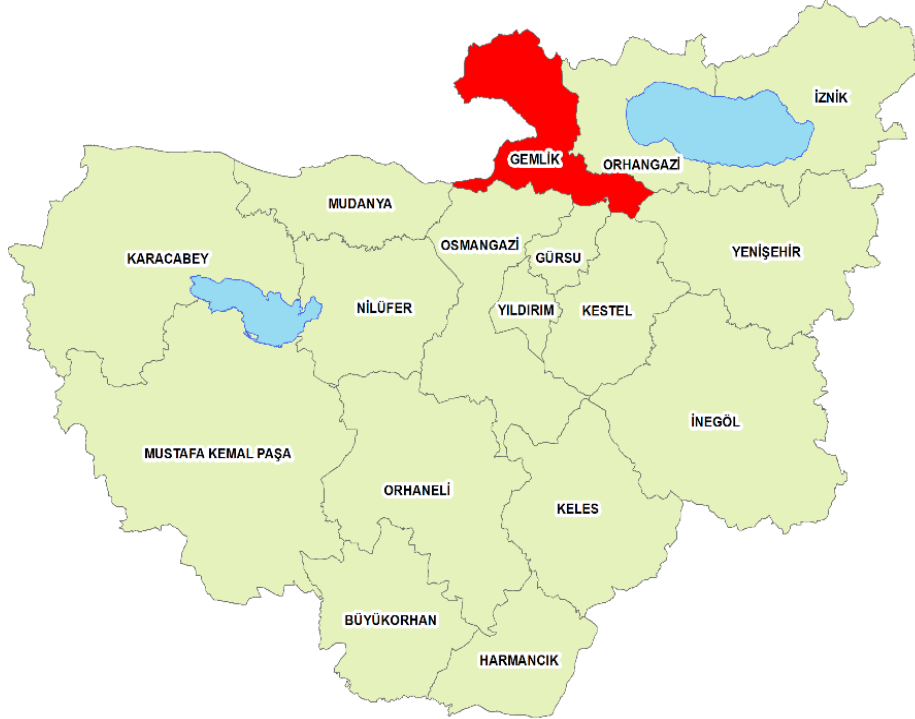 İZNİK
GEMLİK
ORHANGAZİ
MUDANYA
OSMANGAZİ
YENİŞEHİR
KARACABEY
GÜRSU
NİLÜFER
YILDIRIM
KESTEL
İNEGÖL
MUSTAFA KEMAL PAŞA
ORHANELİ
KELES
BÜYÜKORHAN
HARMANCIK